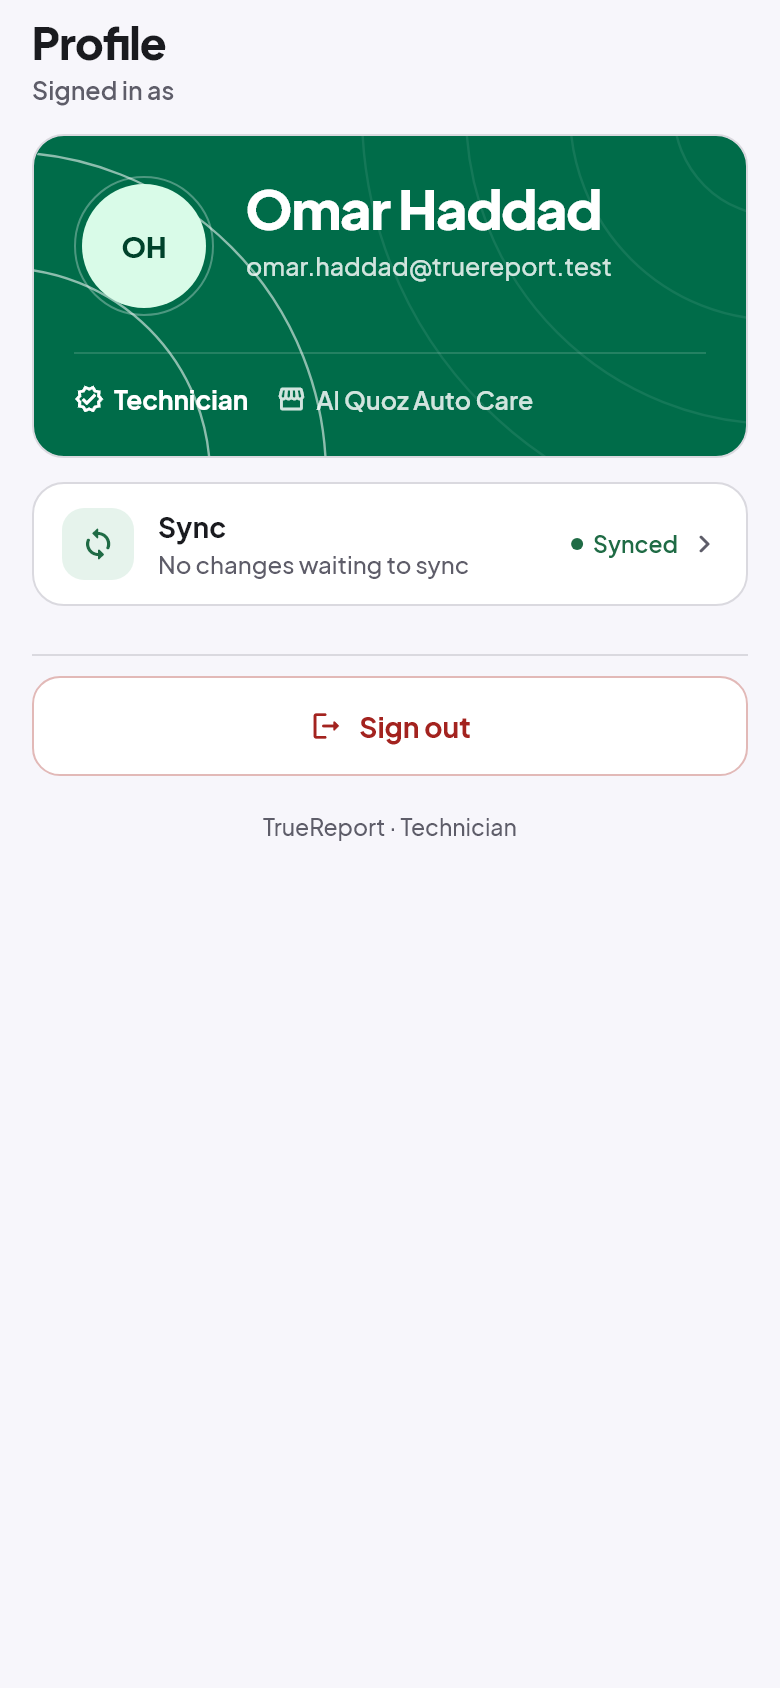 Profile
Signed in as
OH
Omar Haddad
omar.haddad@truereport.test
Technician
Al Quoz Auto Care
Sync
No changes waiting to sync
Synced
Sign out
TrueReport · Technician